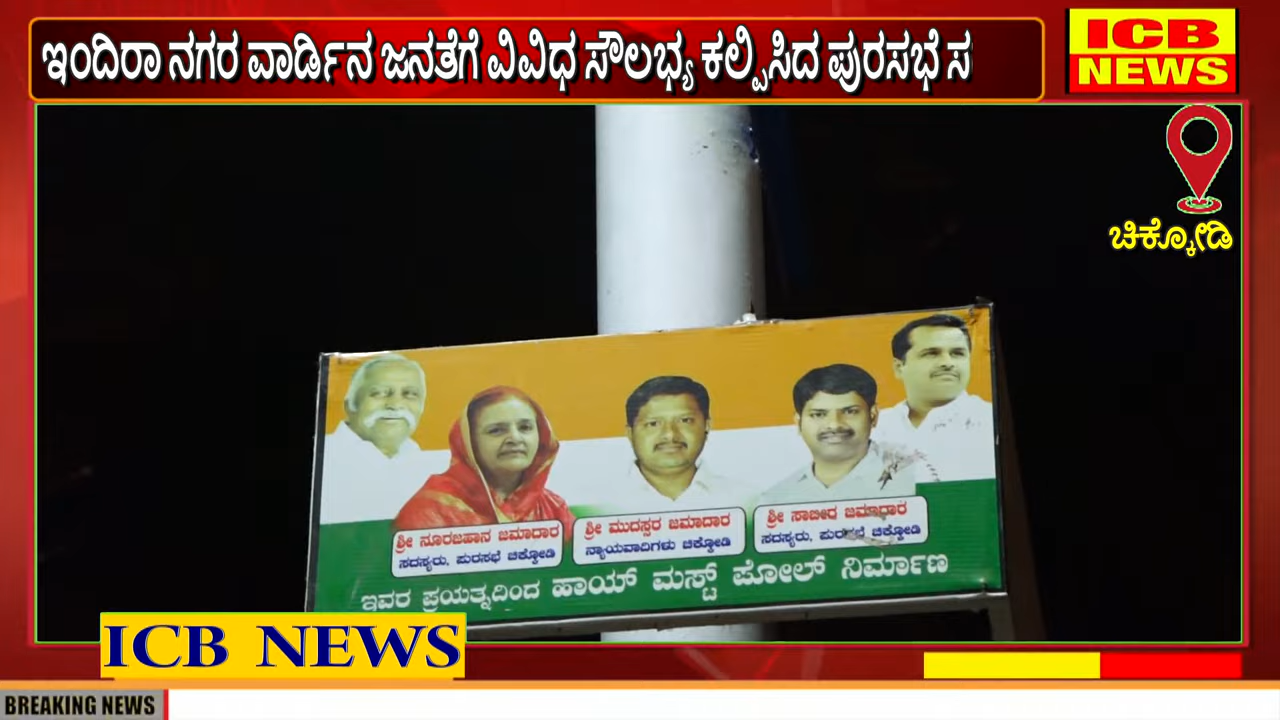 ಇಂದಿರಾ ನಗರ ವಾರ್ಡಿನ ಜನತೆಗೆ ವಿವಿಧ ಸೌಲಭ್ಯ ಕಲ್ಪಿಸಿದ ಪುರಸಭೆ ಸ
ICB
NEWS
ಚಿಕ್ಕೋಡಿ
ಶ್ರೀ ನೂರಜಹಾನ ಜಮಾದಾರ
ಸದಸ್ಯರು, ಪುರಸಭೆ ಚಿಕ್ಕೋಡಿ
ಶ್ರೀ ಮುದಸ್ಸರ ಜಮಾದಾರ
ನ್ಯಾಯವಾದಿಗಳು ಚಿಕ್ಕೋಡಿ
ಶ್ರೀ ಸಾಬೀರ ಜಮಾದಾರ
ಸದಸ್ಯರು, ಪುರಸಭೆ ಚಿಕ್ಕೋಡಿ
ಇವರ ಪ್ರಯತ್ನದಿಂದ ಹಾಯ್ ಮಸ್ಟ್ ಪೋಲ್ ನಿರ್ಮಾಣ
ICB NEWS
BREAKING NEWS